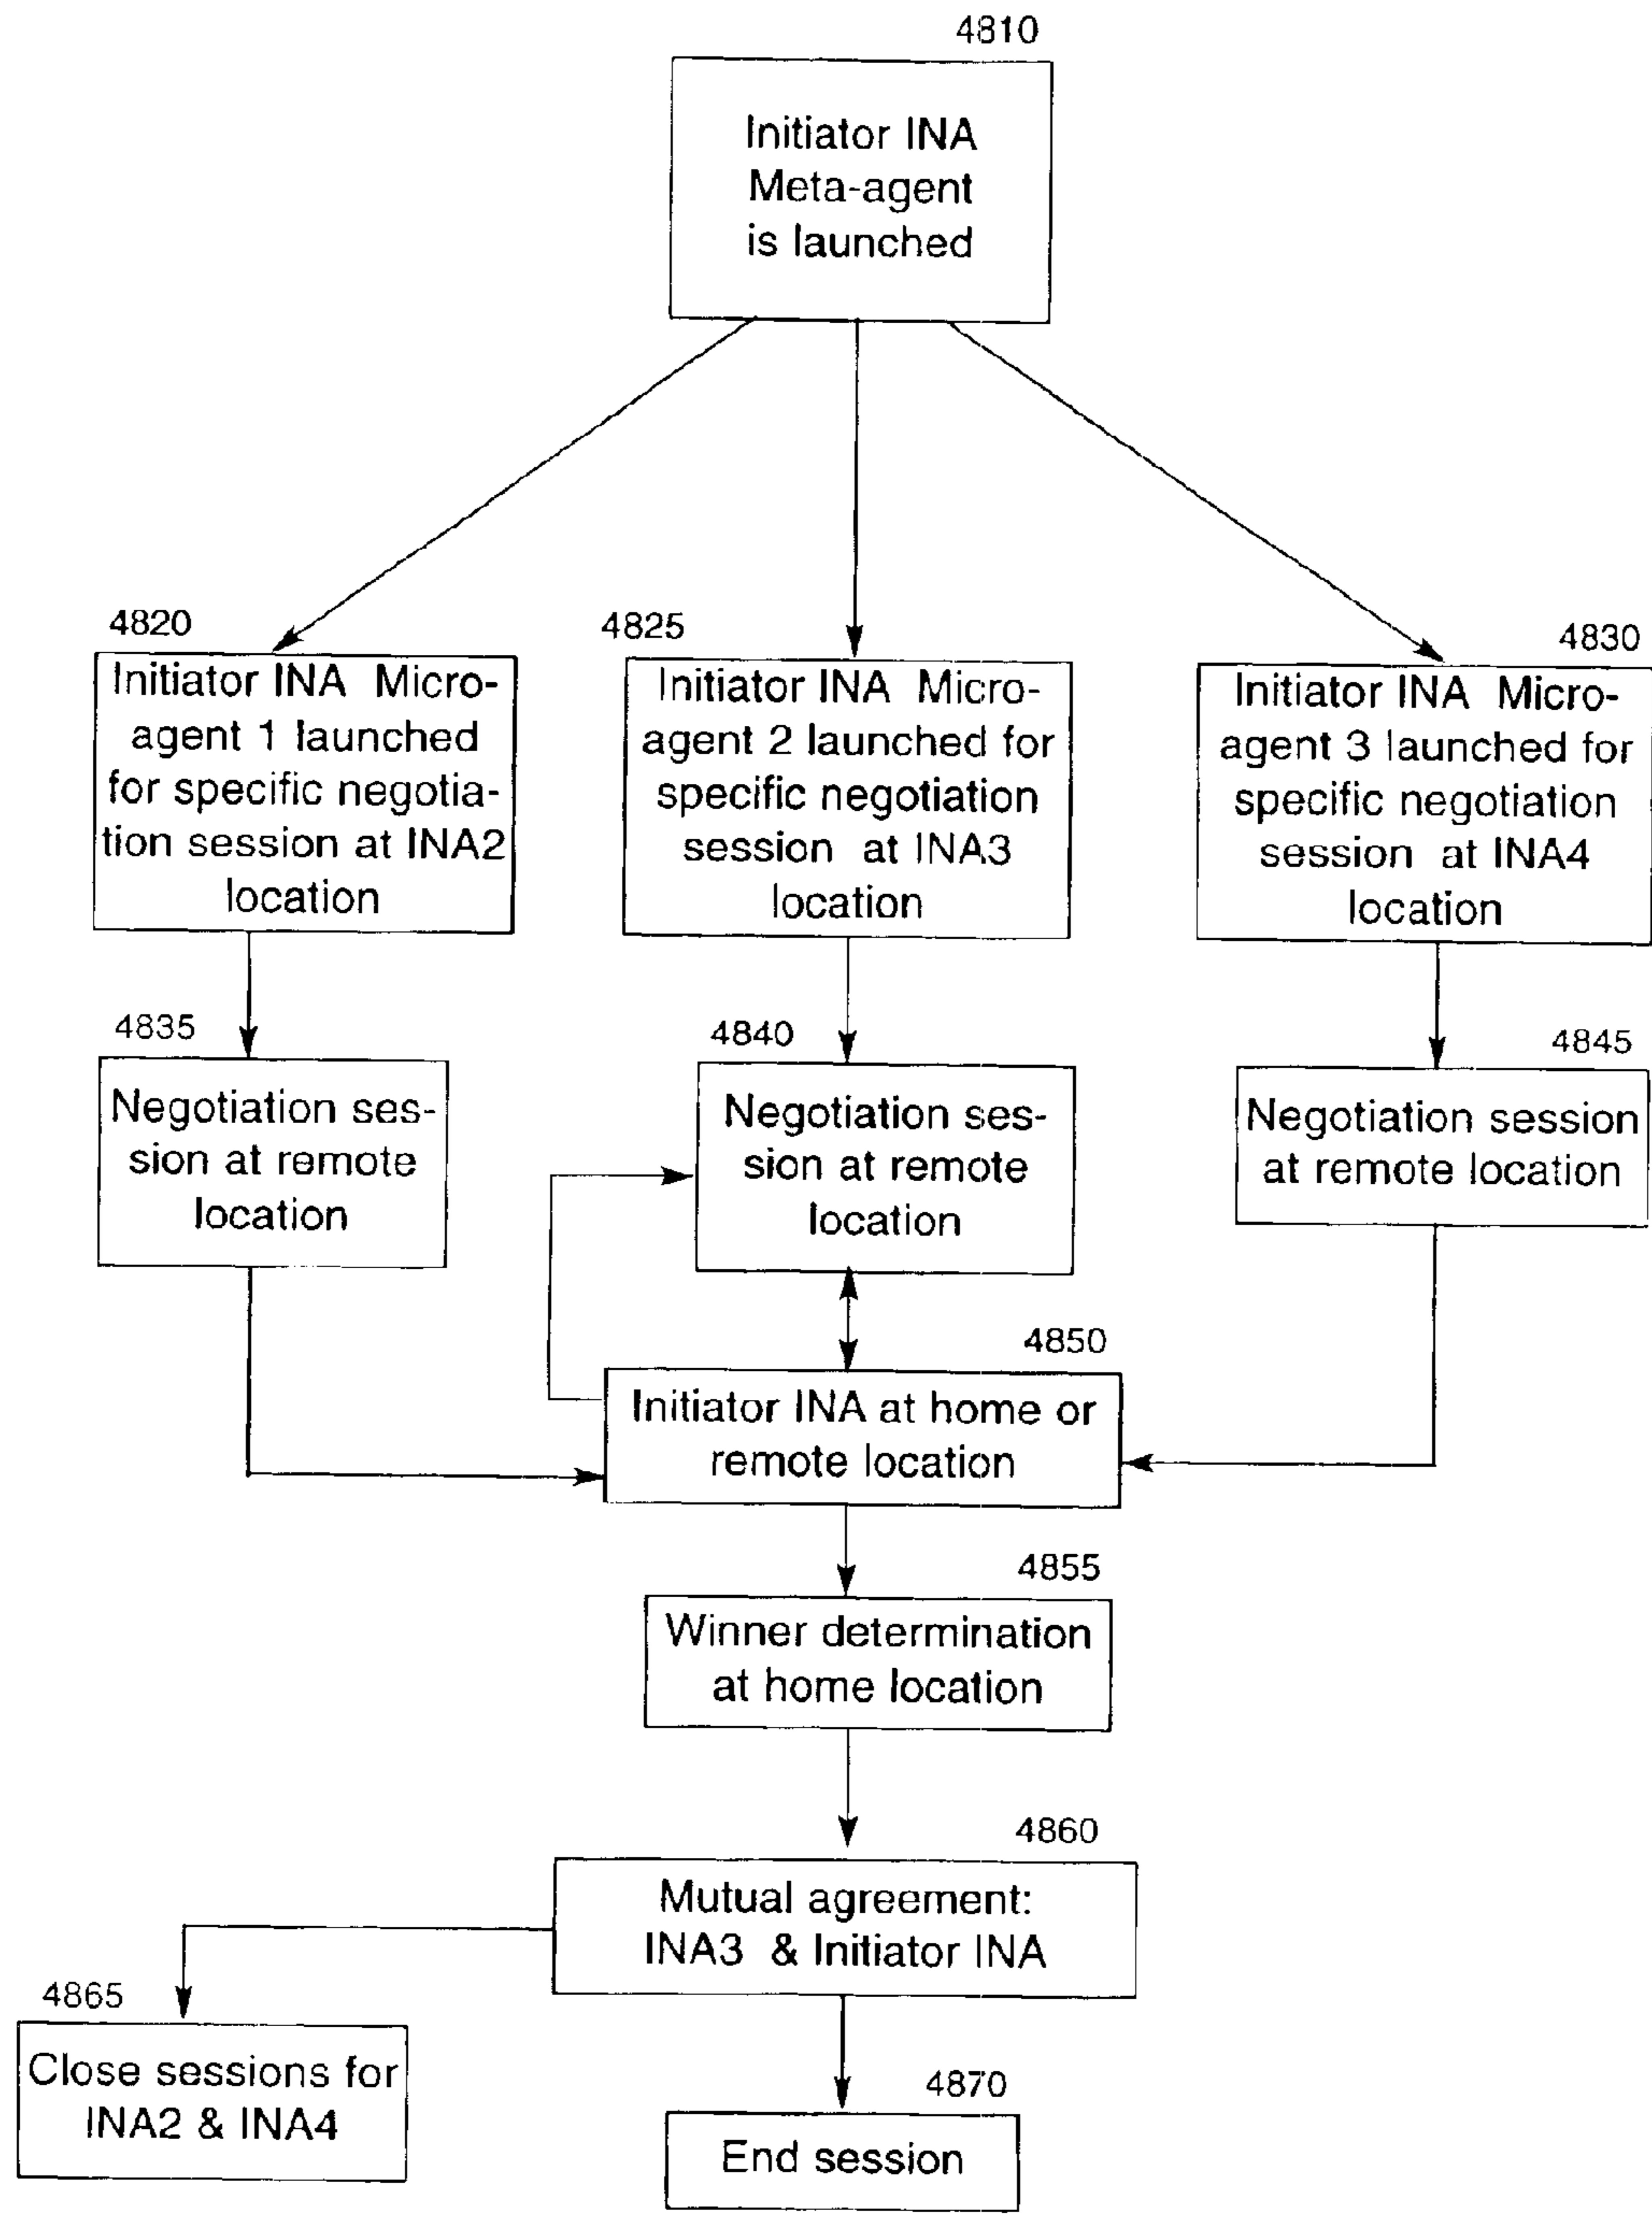 4810
Initiator INA
Meta-agent
is launched
4820
Initiator INA Micro-
agent 1 launched
for specific negotia-
tion session at INA2
location
4825
Initiator INA Micro-
agent 2 launched for
specific negotiation
session at INA3
location
4830
Initiator INA Micro-
agent 3 launched for
specific negotiation
session at INA4
location
4835
Negotiation ses-
sion at remote
location
4840
Negotiation ses-
sion at remote
location
4845
Negotiation session
at remote location
4850
Initiator INA at home or
remote location
4855
Winner determination
at home location
4860
Mutual agreement:
INA3 & Initiator INA
4865
Close sessions for
INA2 & INA4
4870
End session